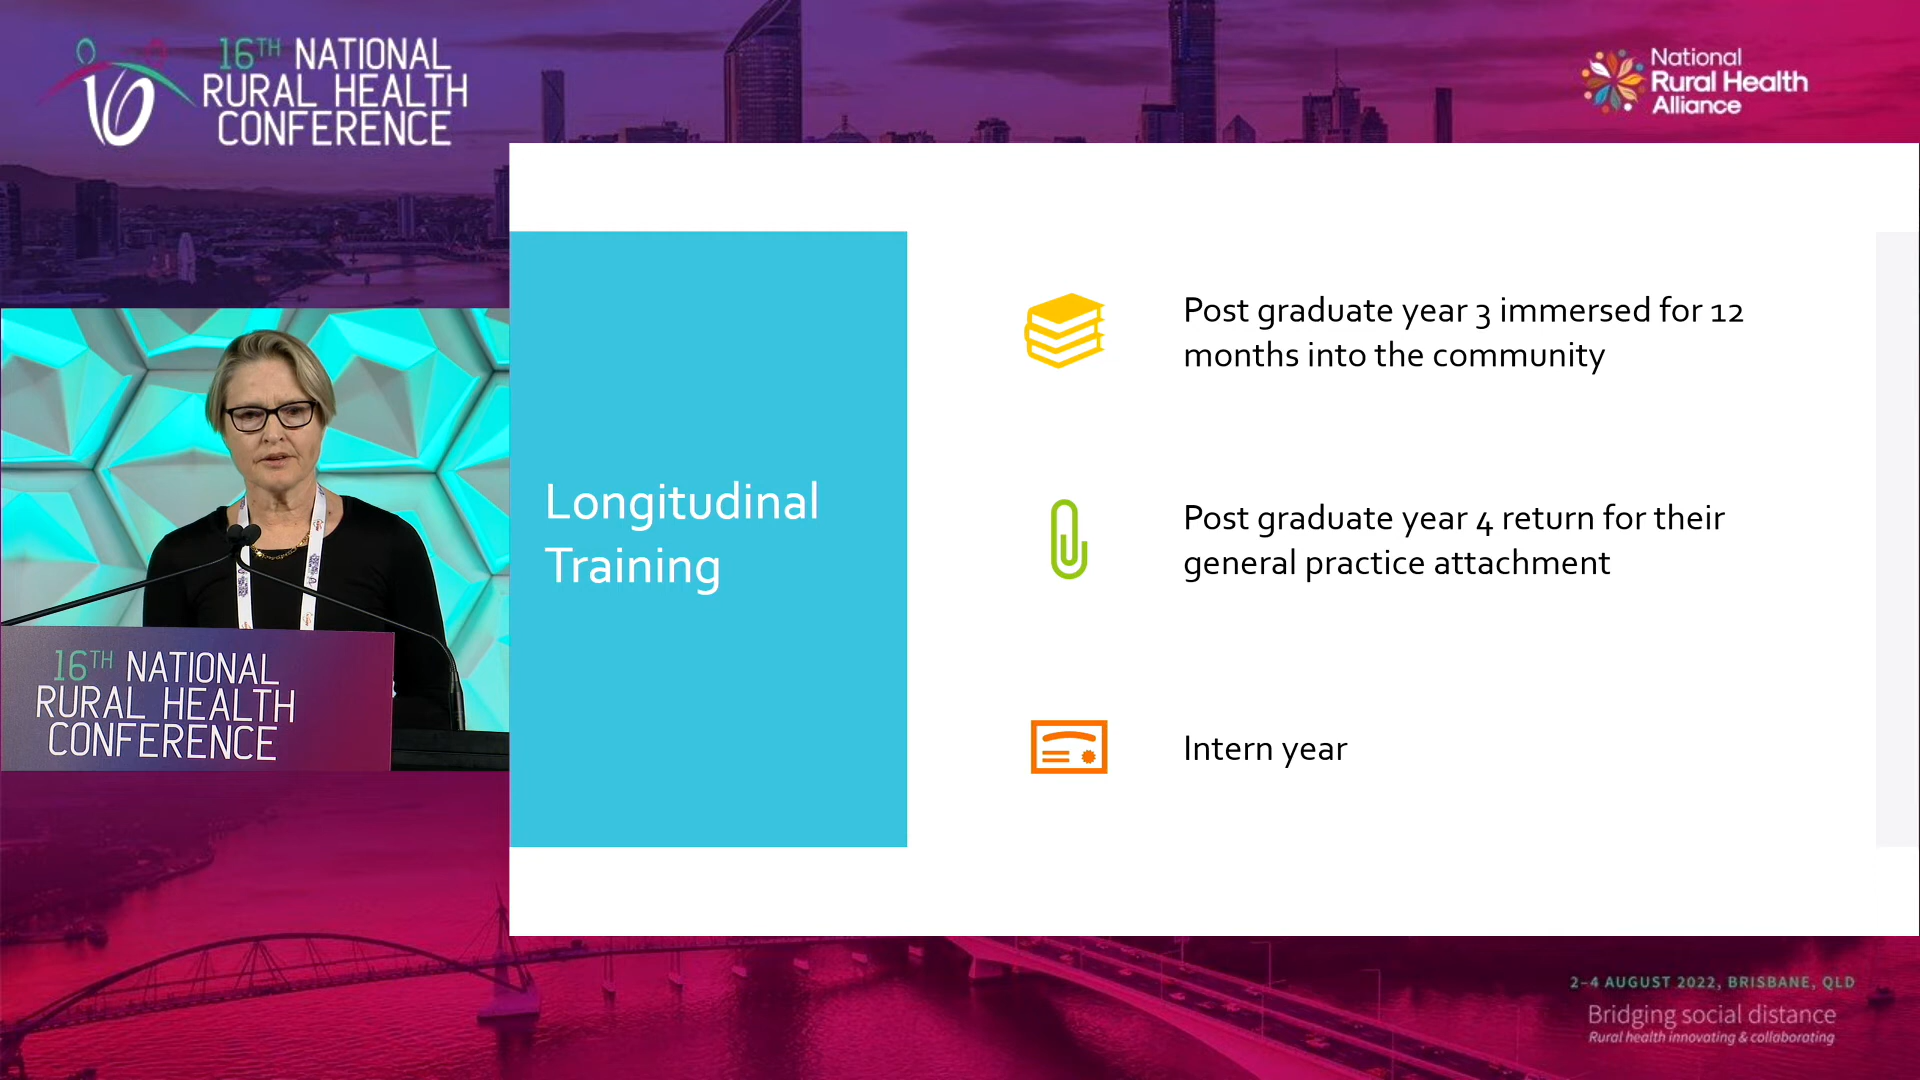 16TH NATIONAL
RURAL HEALTH
CONFERENCE
National
Rural Health
Alliance
Longitudinal
Training
Post graduate year 3 immersed for 12
months into the community
Post graduate year 4 return for their
general practice attachment
Intern year
16TH NATIONAL
RURAL HEALTH
CONFERENCE
2–4 AUGUST 2022, BRISBANE, QLD
Bridging social distance
Rural health innovating & collaborating